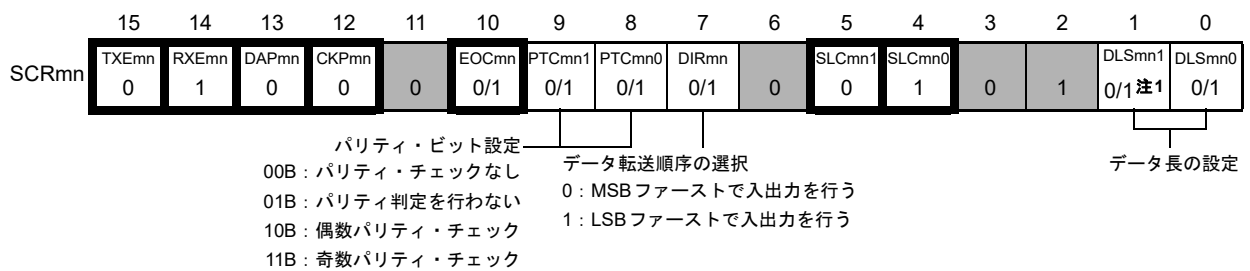 15 14 13 12 11 10 9 8 7 6 5 4 3 2 1 0
SCRmn
TXEmn RXEmn DAPmn CKPmn EOCmn PTCmn1 PTCmn0 DIRmn SLCmn1 SLCmn0 DLSmn1 DLSmn0
0 1 0 0 0 0/1 0/1 0/1 0/1 0 0 1 0 1 0/1注1 0/1
パリティ・ビット設定
00B：パリティ・チェックなし
01B：パリティ判定を行わない
10B：偶数パリティ・チェック
11B：奇数パリティ・チェック
データ転送順序の選択
0：MSBファーストで入出力を行う
1：LSBファーストで入出力を行う
データ長の設定